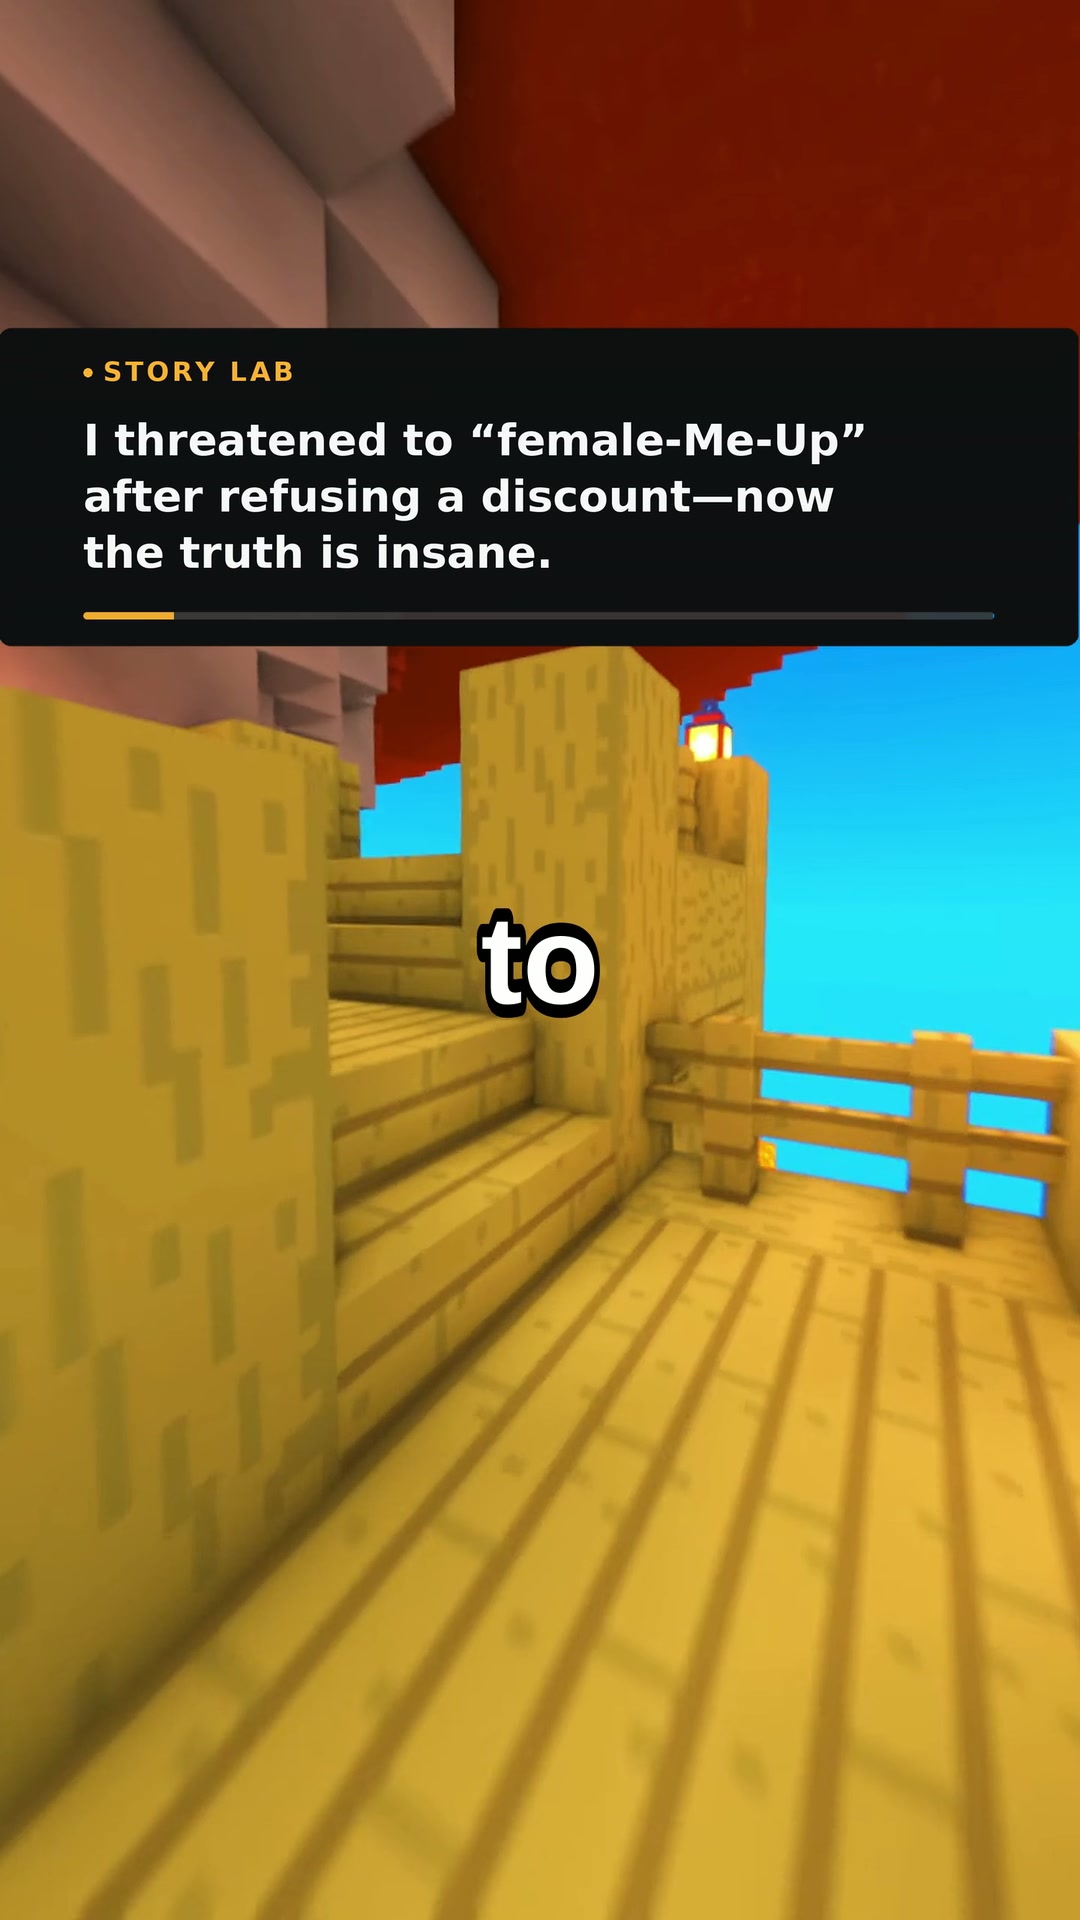 • STORY LAB
I threatened to “female-Me-Up”
after refusing a discount—now
the truth is insane.
to